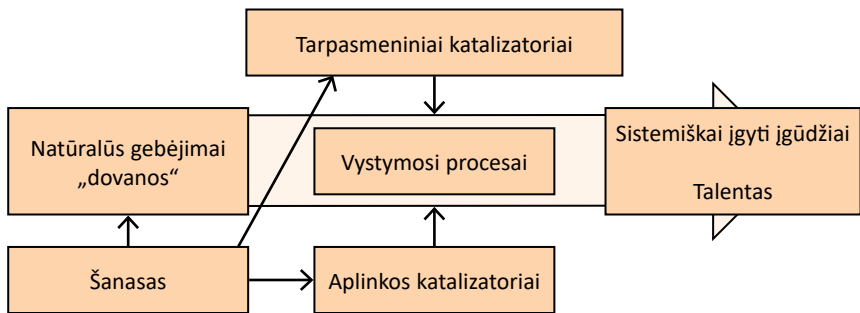 Tarpasmeniniai katalizatoriai
Natūralūs gebėjimai
„dovanos“
Vystymosi procesai
Sistemiškai įgyti įgūdžiai
Talentas
Šanasas
Aplinkos katalizatoriai